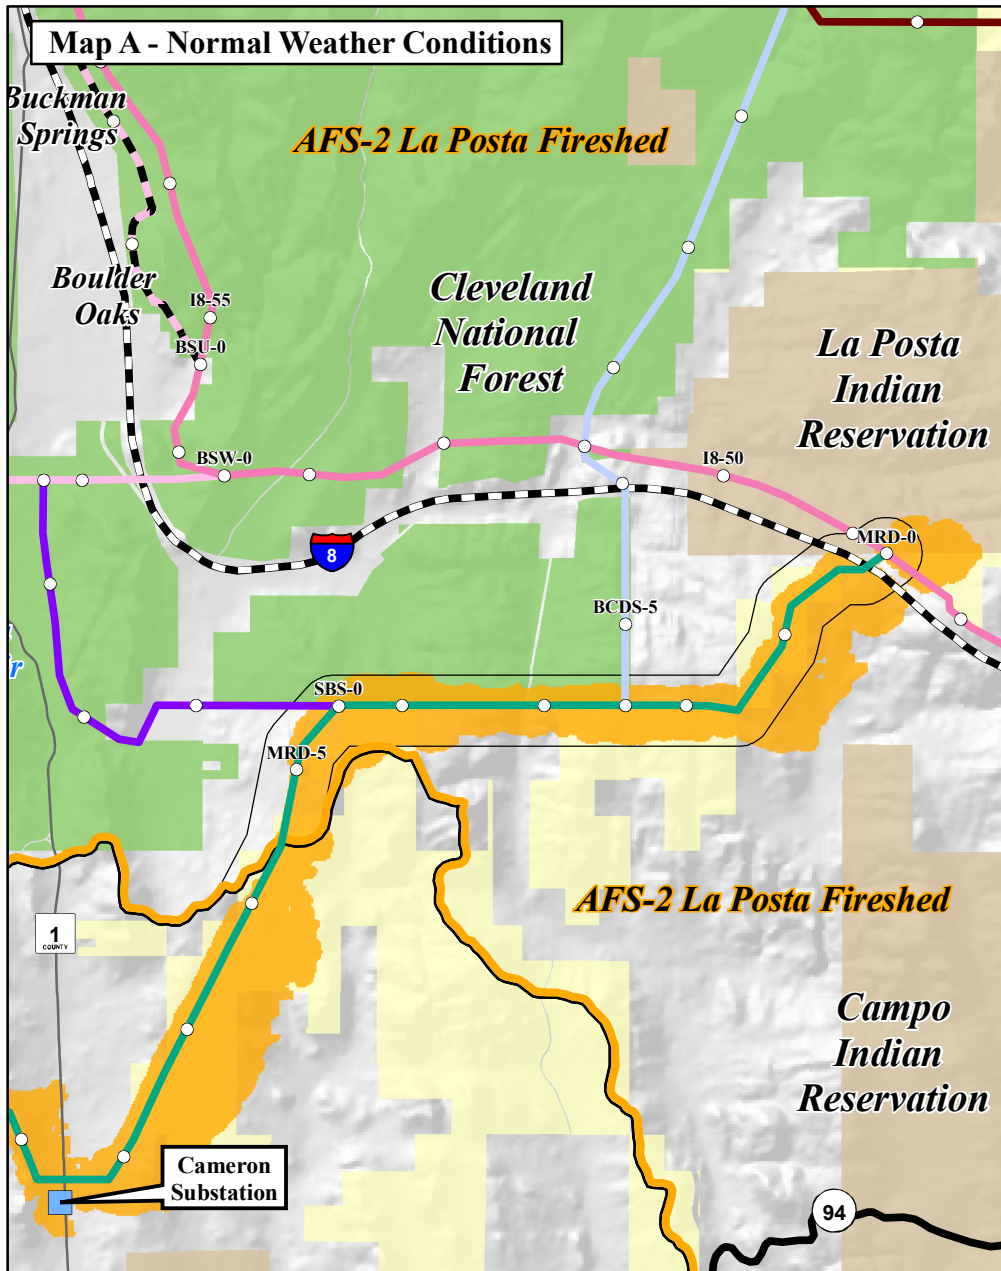 Map A - Normal Weather Conditions
Buckman
Springs
AFS-2 La Posta Fireshed
Boulder
Oaks
I8-55
BSU-0
Cleveland
National
Forest
La Posta
Indian
Reservation
BSW-0
I8-50
MRD-0
8
BCDS-5
SBS-0
MRD-5
AFS-2 La Posta Fireshed
1
COUNTY
Campo
Indian
Reservation
Cameron
Substation
94